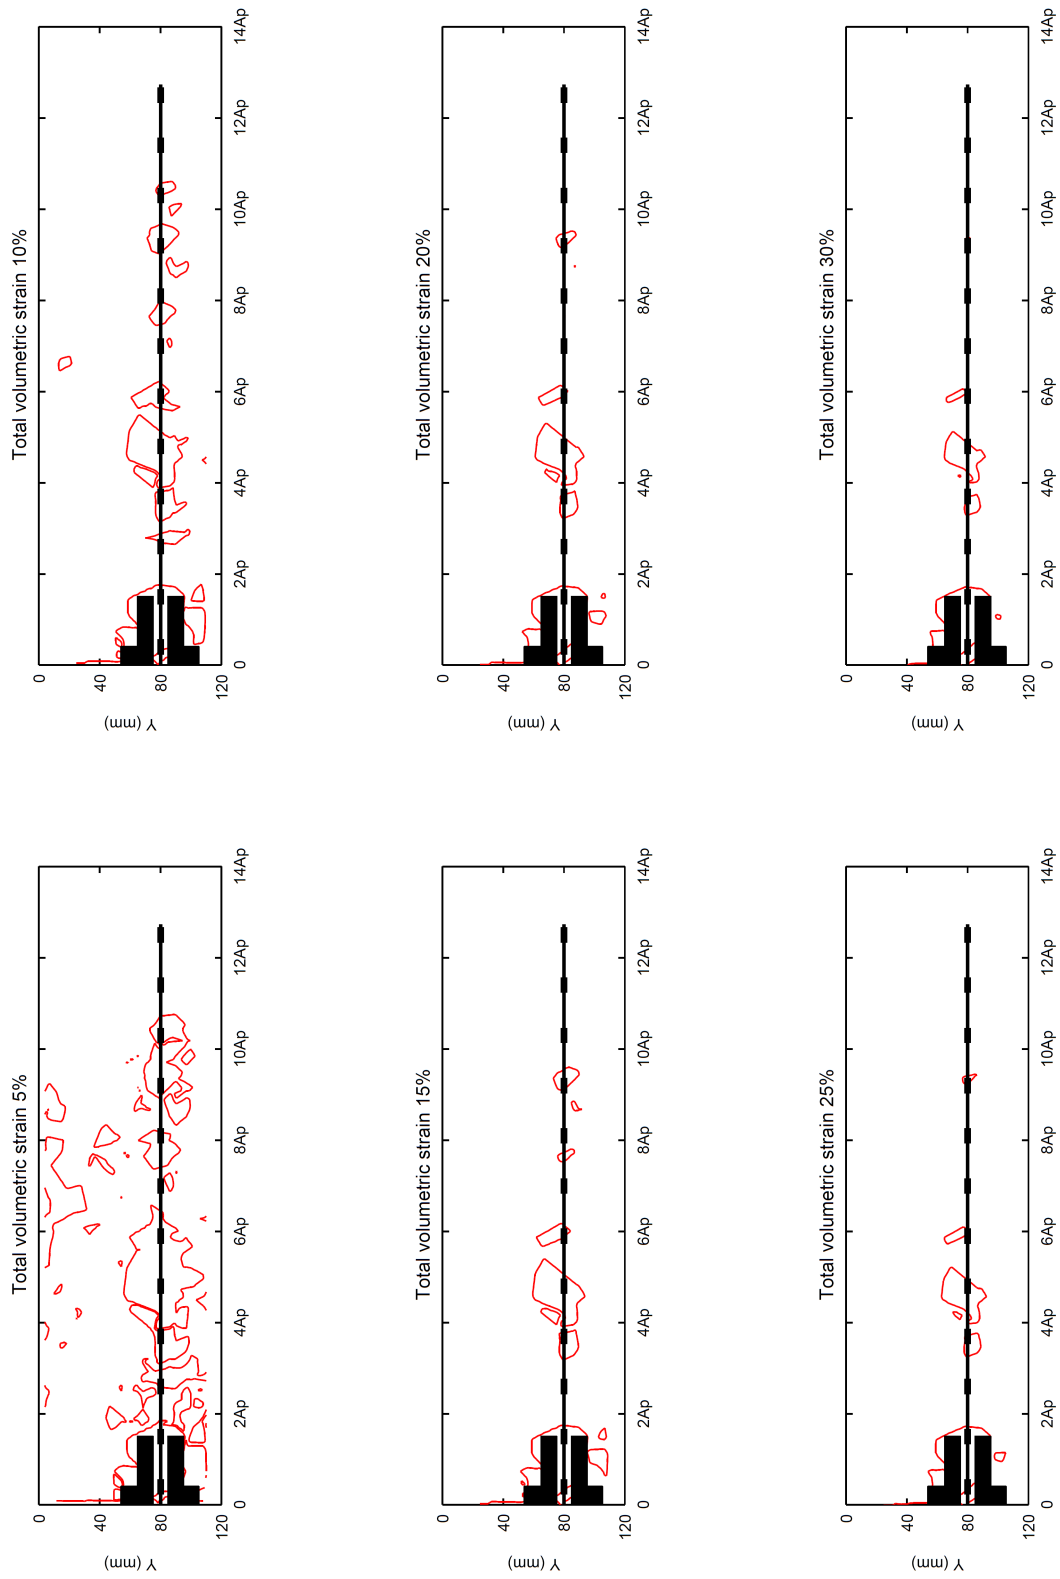 Total volumetric strain 5%
0
40
80
120
Y (mm)
0 2Ap 4Ap 6Ap 8Ap 10Ap 12Ap 14Ap
Total volumetric strain 10%
0
40
80
120
Y (mm)
0 2Ap 4Ap 6Ap 8Ap 10Ap 12Ap 14Ap
Total volumetric strain 15%
0
40
80
120
Y (mm)
0 2Ap 4Ap 6Ap 8Ap 10Ap 12Ap 14Ap
Total volumetric strain 20%
0
40
80
120
Y (mm)
0 2Ap 4Ap 6Ap 8Ap 10Ap 12Ap 14Ap
Total volumetric strain 25%
0
40
80
120
Y (mm)
0 2Ap 4Ap 6Ap 8Ap 10Ap 12Ap 14Ap
Total volumetric strain 30%
0
40
80
120
Y (mm)
0 2Ap 4Ap 6Ap 8Ap 10Ap 12Ap 14Ap